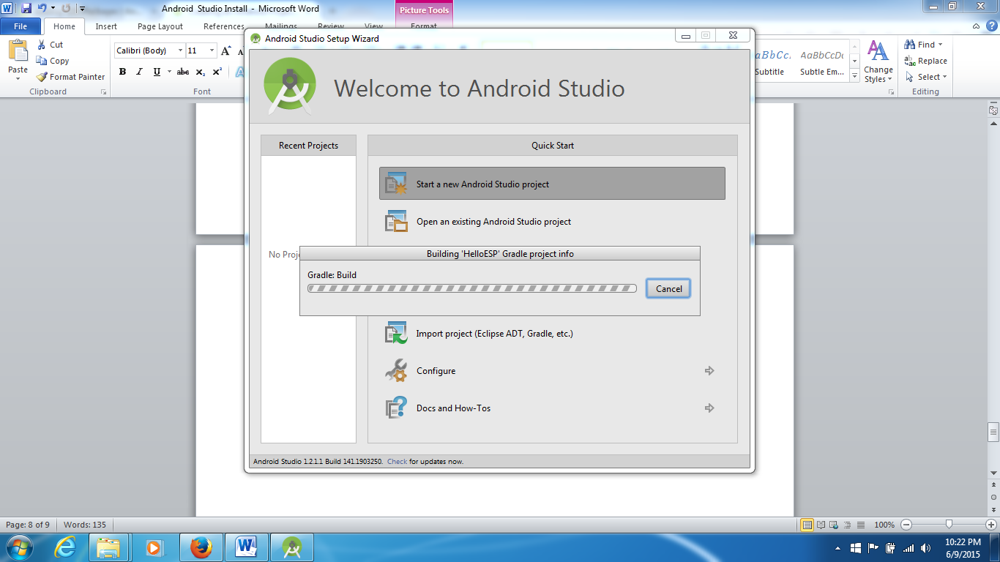 Android Studio Install - Microsoft Word
Picture Tools
File Home Insert Page Layout References Mailings Review View Format
Android Studio Setup Wizard
Paste
Cut
Copy
Format Painter
Clipboard
Calibri (Body) 11
B I U abc X₂ X²
Font
Subtitle
AaBbCcDc
Subtle Em...
Change
Styles
Find
Replace
Select
Editing
Welcome to Android Studio
Recent Projects
No Proje
Quick Start
Start a new Android Studio project
Open an existing Android Studio project
Building 'HelloESP' Gradle project info
Gradle: Build
Cancel
Import project (Eclipse ADT, Gradle, etc.)
Configure
Docs and How-Tos
Android Studio 1.2.1.1 Build 141.1903250. Check for updates now.
Page: 8 of 9 Words: 135
100%
10:22 PM
6/9/2015